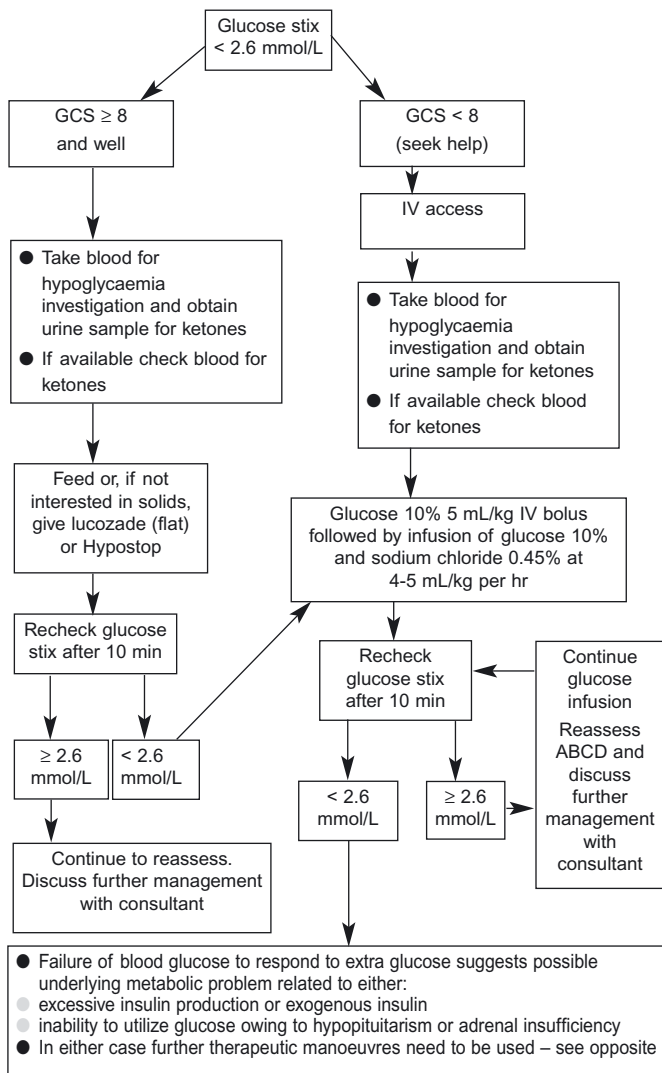 Glucose stix
< 2.6 mmol/L
GCS ≥ 8
and well
GCS < 8
(seek help)
IV access
● Take blood for
hypoglycaemia
investigation and obtain
urine sample for ketones
● If available check blood for
ketones
● Take blood for
hypoglycaemia
investigation and obtain
urine sample for ketones
● If available check blood
for ketones
Feed or, if not
interested in solids,
give lucozade (flat)
or Hypostop
Glucose 10% 5 mL/kg IV bolus
followed by infusion of glucose 10%
and sodium chloride 0.45% at
4-5 mL/kg per hr
Recheck glucose
stix after 10 min
Recheck
glucose stix
after 10 min
Continue
glucose
infusion
Reassess
ABCD and
discuss
further
management
with
consultant
≥ 2.6
mmol/L
< 2.6
mmol/L
< 2.6
mmol/L
≥ 2.6
mmol/L
Continue to reassess.
Discuss further management
with consultant
● Failure of blood glucose to respond to extra glucose suggests possible
underlying metabolic problem related to either:
● excessive insulin production or exogenous insulin
● inability to utilize glucose owing to hypopituitarism or adrenal insufficiency
● In either case further therapeutic manoeuvres need to be used – see opposite